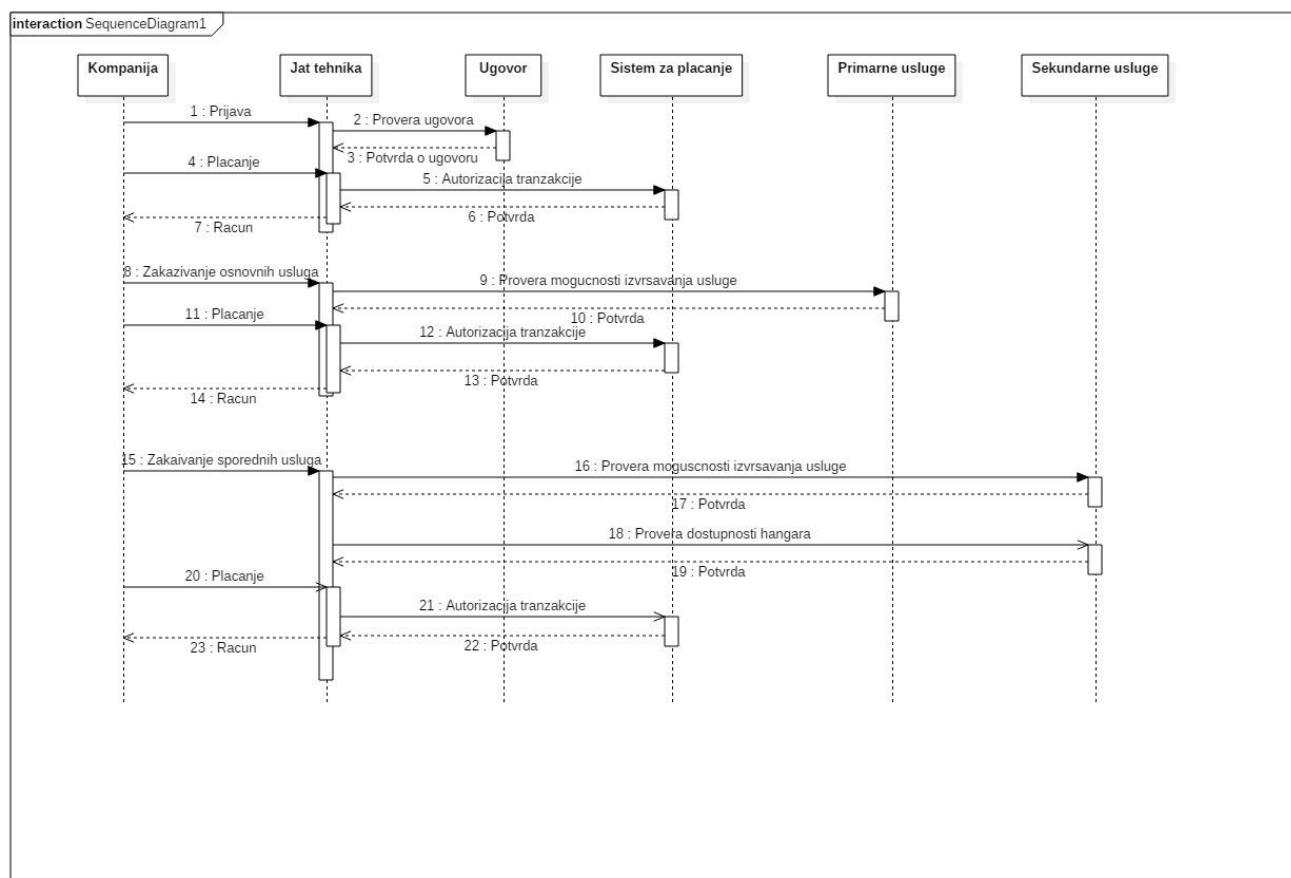 interaction SequenceDiagram1
Kompanija
Jat tehnika
Ugovor
Sistem za placanje
Primarne usluge
Sekundarne usluge
1 : Prijava
2 : Provera ugovora
3 : Potvrda o ugovoru
4 : Placanje
5 : Autorizacija tranzakcije
6 : Potvrda
7 : Racun
8 : Zakazivanje osnovnih usluga
9 : Provera mogucnosti izvrsavanja usluge
10 : Potvrda
11 : Placanje
12 : Autorizacija tranzakcije
13 : Potvrda
14 : Racun
15 : Zakaivanje sporednih usluga
16 : Provera moguscnosti izvrsavanja usluge
17 : Potvrda
18 : Provera dostupnosti hangara
19 : Potvrda
20 : Placanje
21 : Autorizacija tranzakcije
22 : Potvrda
23 : Racun